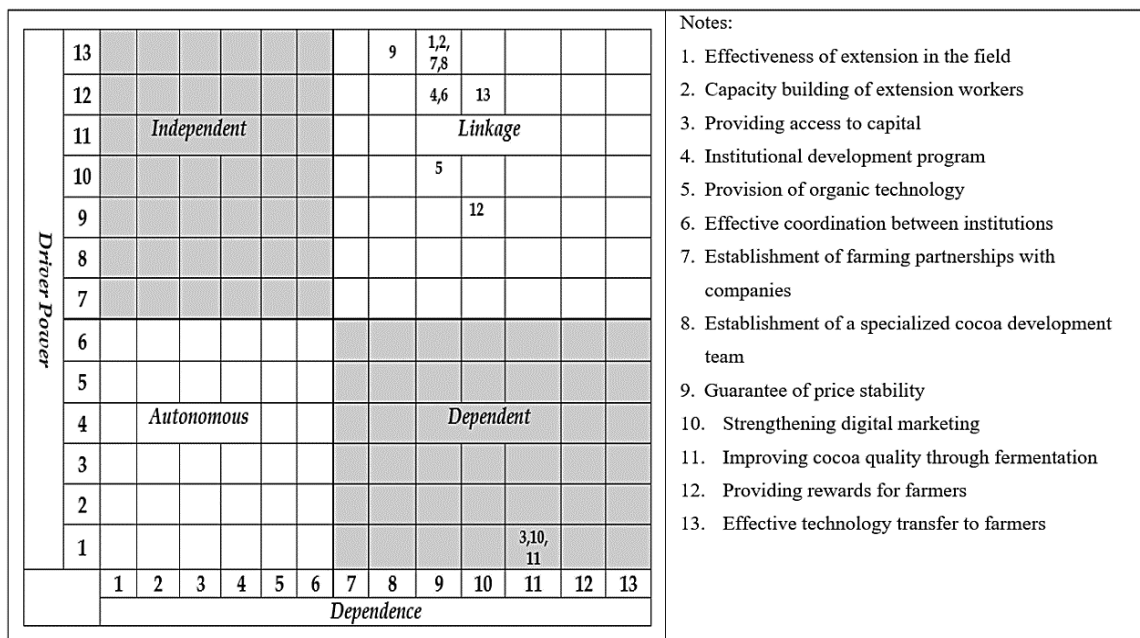 13 9 1,2,
7,8
12 4,6 13
11 Independent Linkage
10 5
9 12
8
7
Driver Power
6
5
4 Autonomous Dependent
3
2
1 3,10,
11
1 2 3 4 5 6 7 8 9 10 11 12 13
Dependence
Notes:
1. Effectiveness of extension in the field
2. Capacity building of extension workers
3. Providing access to capital
4. Institutional development program
5. Provision of organic technology
6. Effective coordination between institutions
7. Establishment of farming partnerships with
companies
8. Establishment of a specialized cocoa development
team
9. Guarantee of price stability
10. Strengthening digital marketing
11. Improving cocoa quality through fermentation
12. Providing rewards for farmers
13. Effective technology transfer to farmers